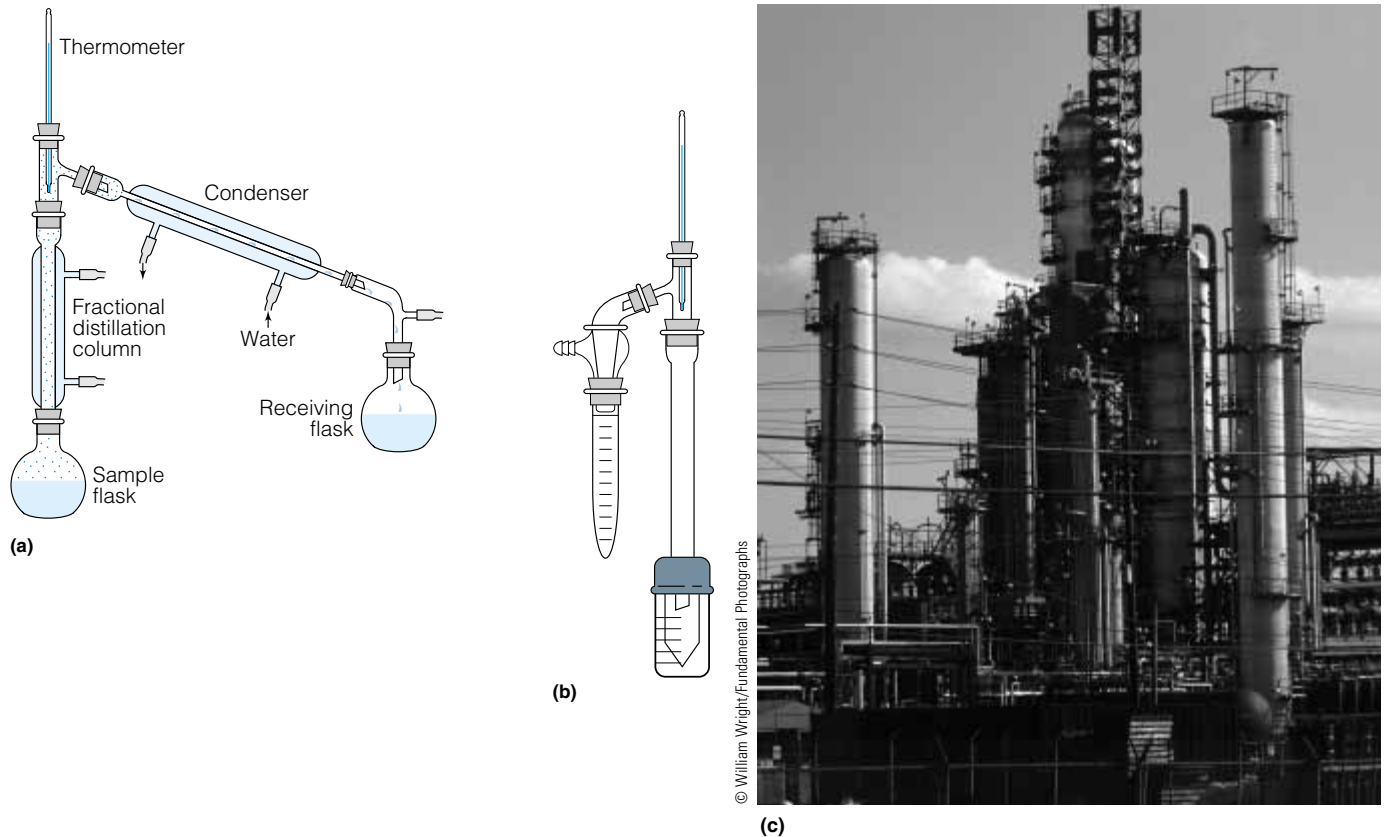 Thermometer
Condenser
Fractional
distillation
column
Water
Receiving
flask
Sample
flask
(a)
(b)
© William Wright/Fundamental Photographs
(c)